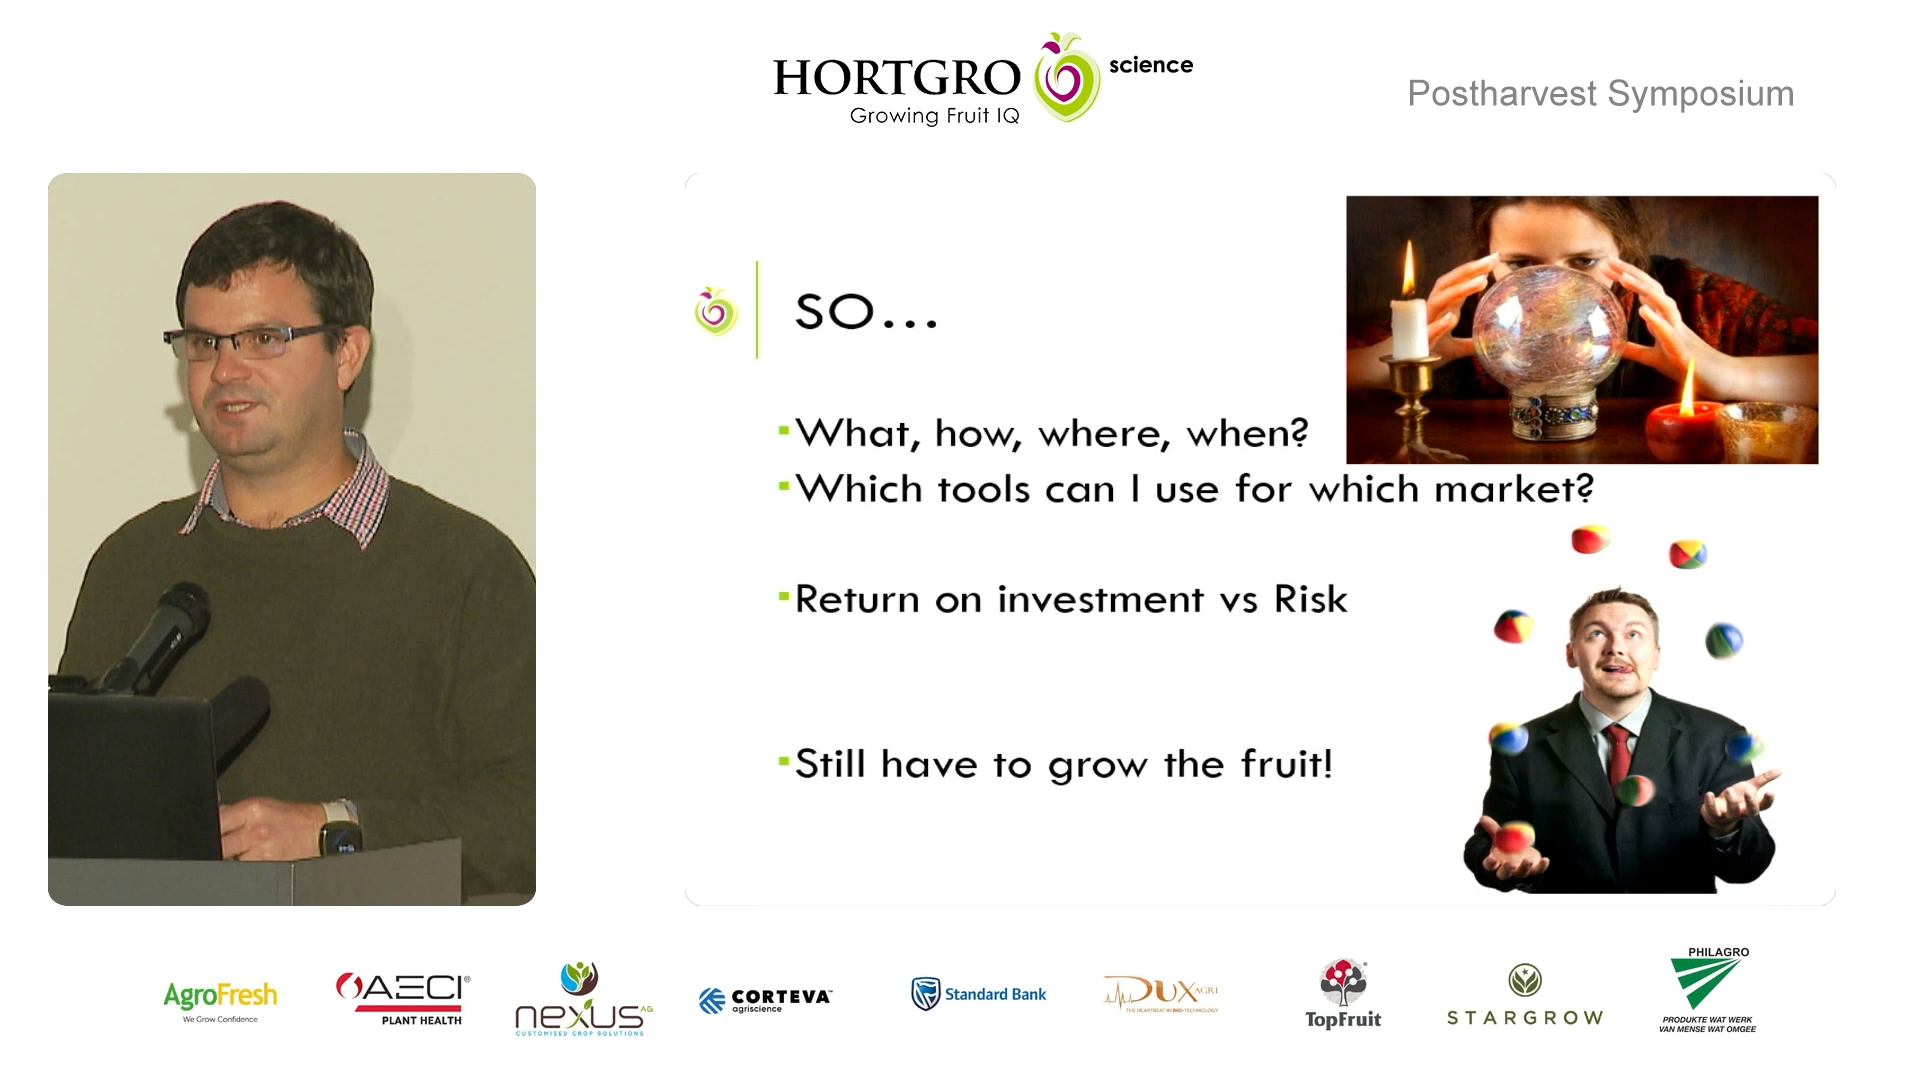 HORTGRO science
Growing Fruit IQ
Postharvest Symposium
SO...
What, how, where, when?
Which tools can I use for which market?
Return on investment vs Risk
Still have to grow the fruit!
AgroFresh
We Grow Confidence
AECI®
PLANT HEALTH
nexus AG
CUSTOMISED CROP SOLUTIONS
CORTEVA™
agriscience
Standard Bank
DUX AGRI
THE HEARTBEAT IN BIO-TECHNOLOGY
TopFruit
STARGROW
PHILAGRO
PRODUKTE WAT WERK
VAN MENSE WAT OMGEE